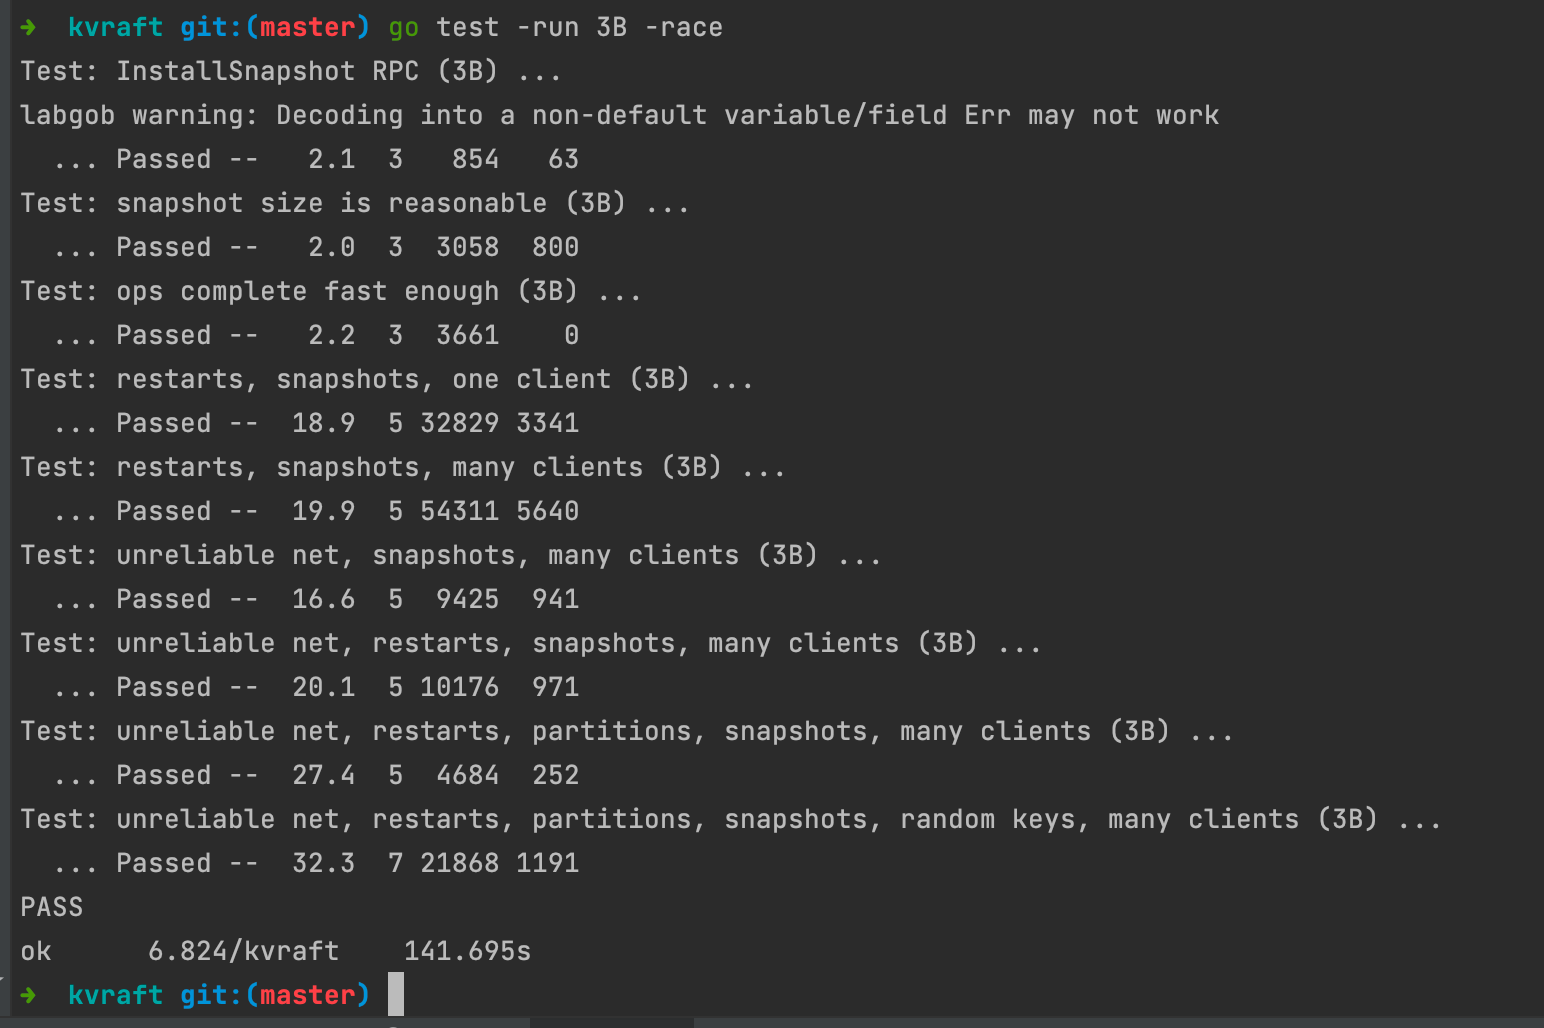 ➜  kvraft git:(master) go test -run 3B -race
Test: InstallSnapshot RPC (3B) ...
labgob warning: Decoding into a non-default variable/field Err may not work
  ... Passed --   2.1  3   854   63
Test: snapshot size is reasonable (3B) ...
  ... Passed --   2.0  3  3058  800
Test: ops complete fast enough (3B) ...
  ... Passed --   2.2  3  3661    0
Test: restarts, snapshots, one client (3B) ...
  ... Passed --  18.9  5 32829 3341
Test: restarts, snapshots, many clients (3B) ...
  ... Passed --  19.9  5 54311 5640
Test: unreliable net, snapshots, many clients (3B) ...
  ... Passed --  16.6  5  9425  941
Test: unreliable net, restarts, snapshots, many clients (3B) ...
  ... Passed --  20.1  5 10176  971
Test: unreliable net, restarts, partitions, snapshots, many clients (3B) ...
  ... Passed --  27.4  5  4684  252
Test: unreliable net, restarts, partitions, snapshots, random keys, many clients (3B) ...
  ... Passed --  32.3  7 21868 1191
PASS
ok      6.824/kvraft    141.695s
➜  kvraft git:(master)